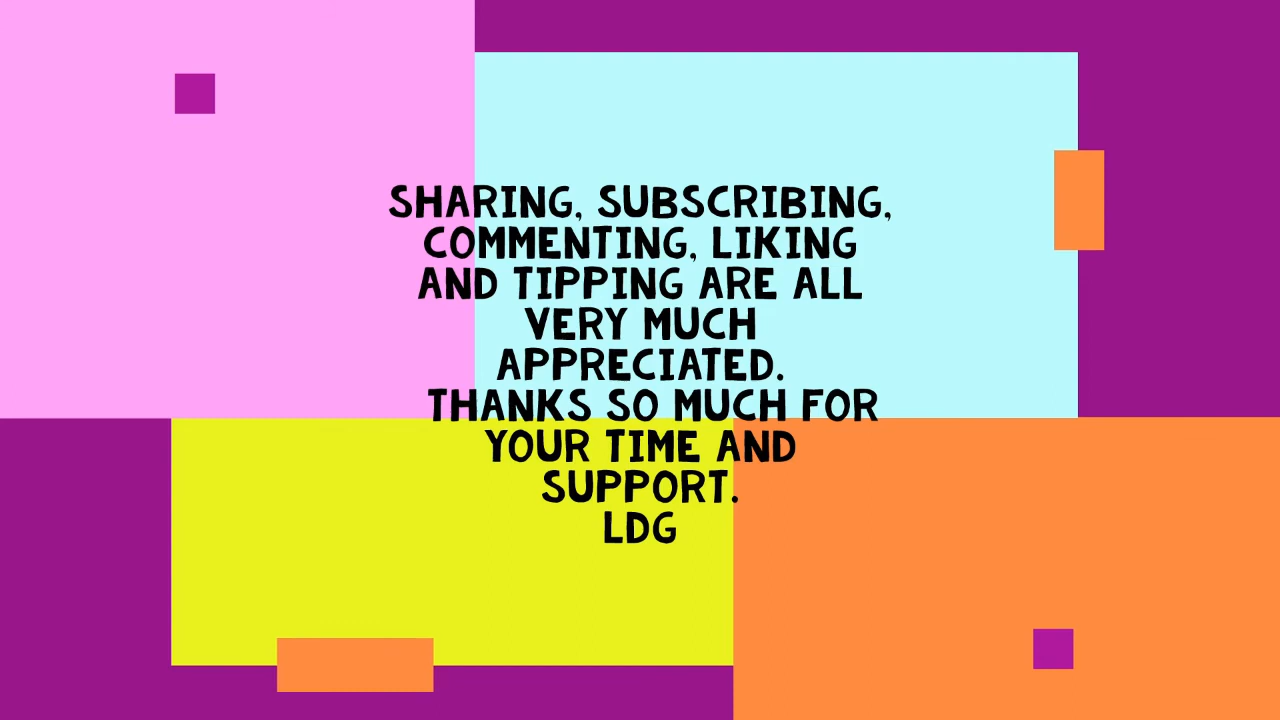 SHARING, SUBSCRIBING,
COMMENTING, LIKING
AND TIPPING ARE ALL
VERY MUCH
APPRECIATED.
THANKS SO MUCH FOR
YOUR TIME AND
SUPPORT.
LDG